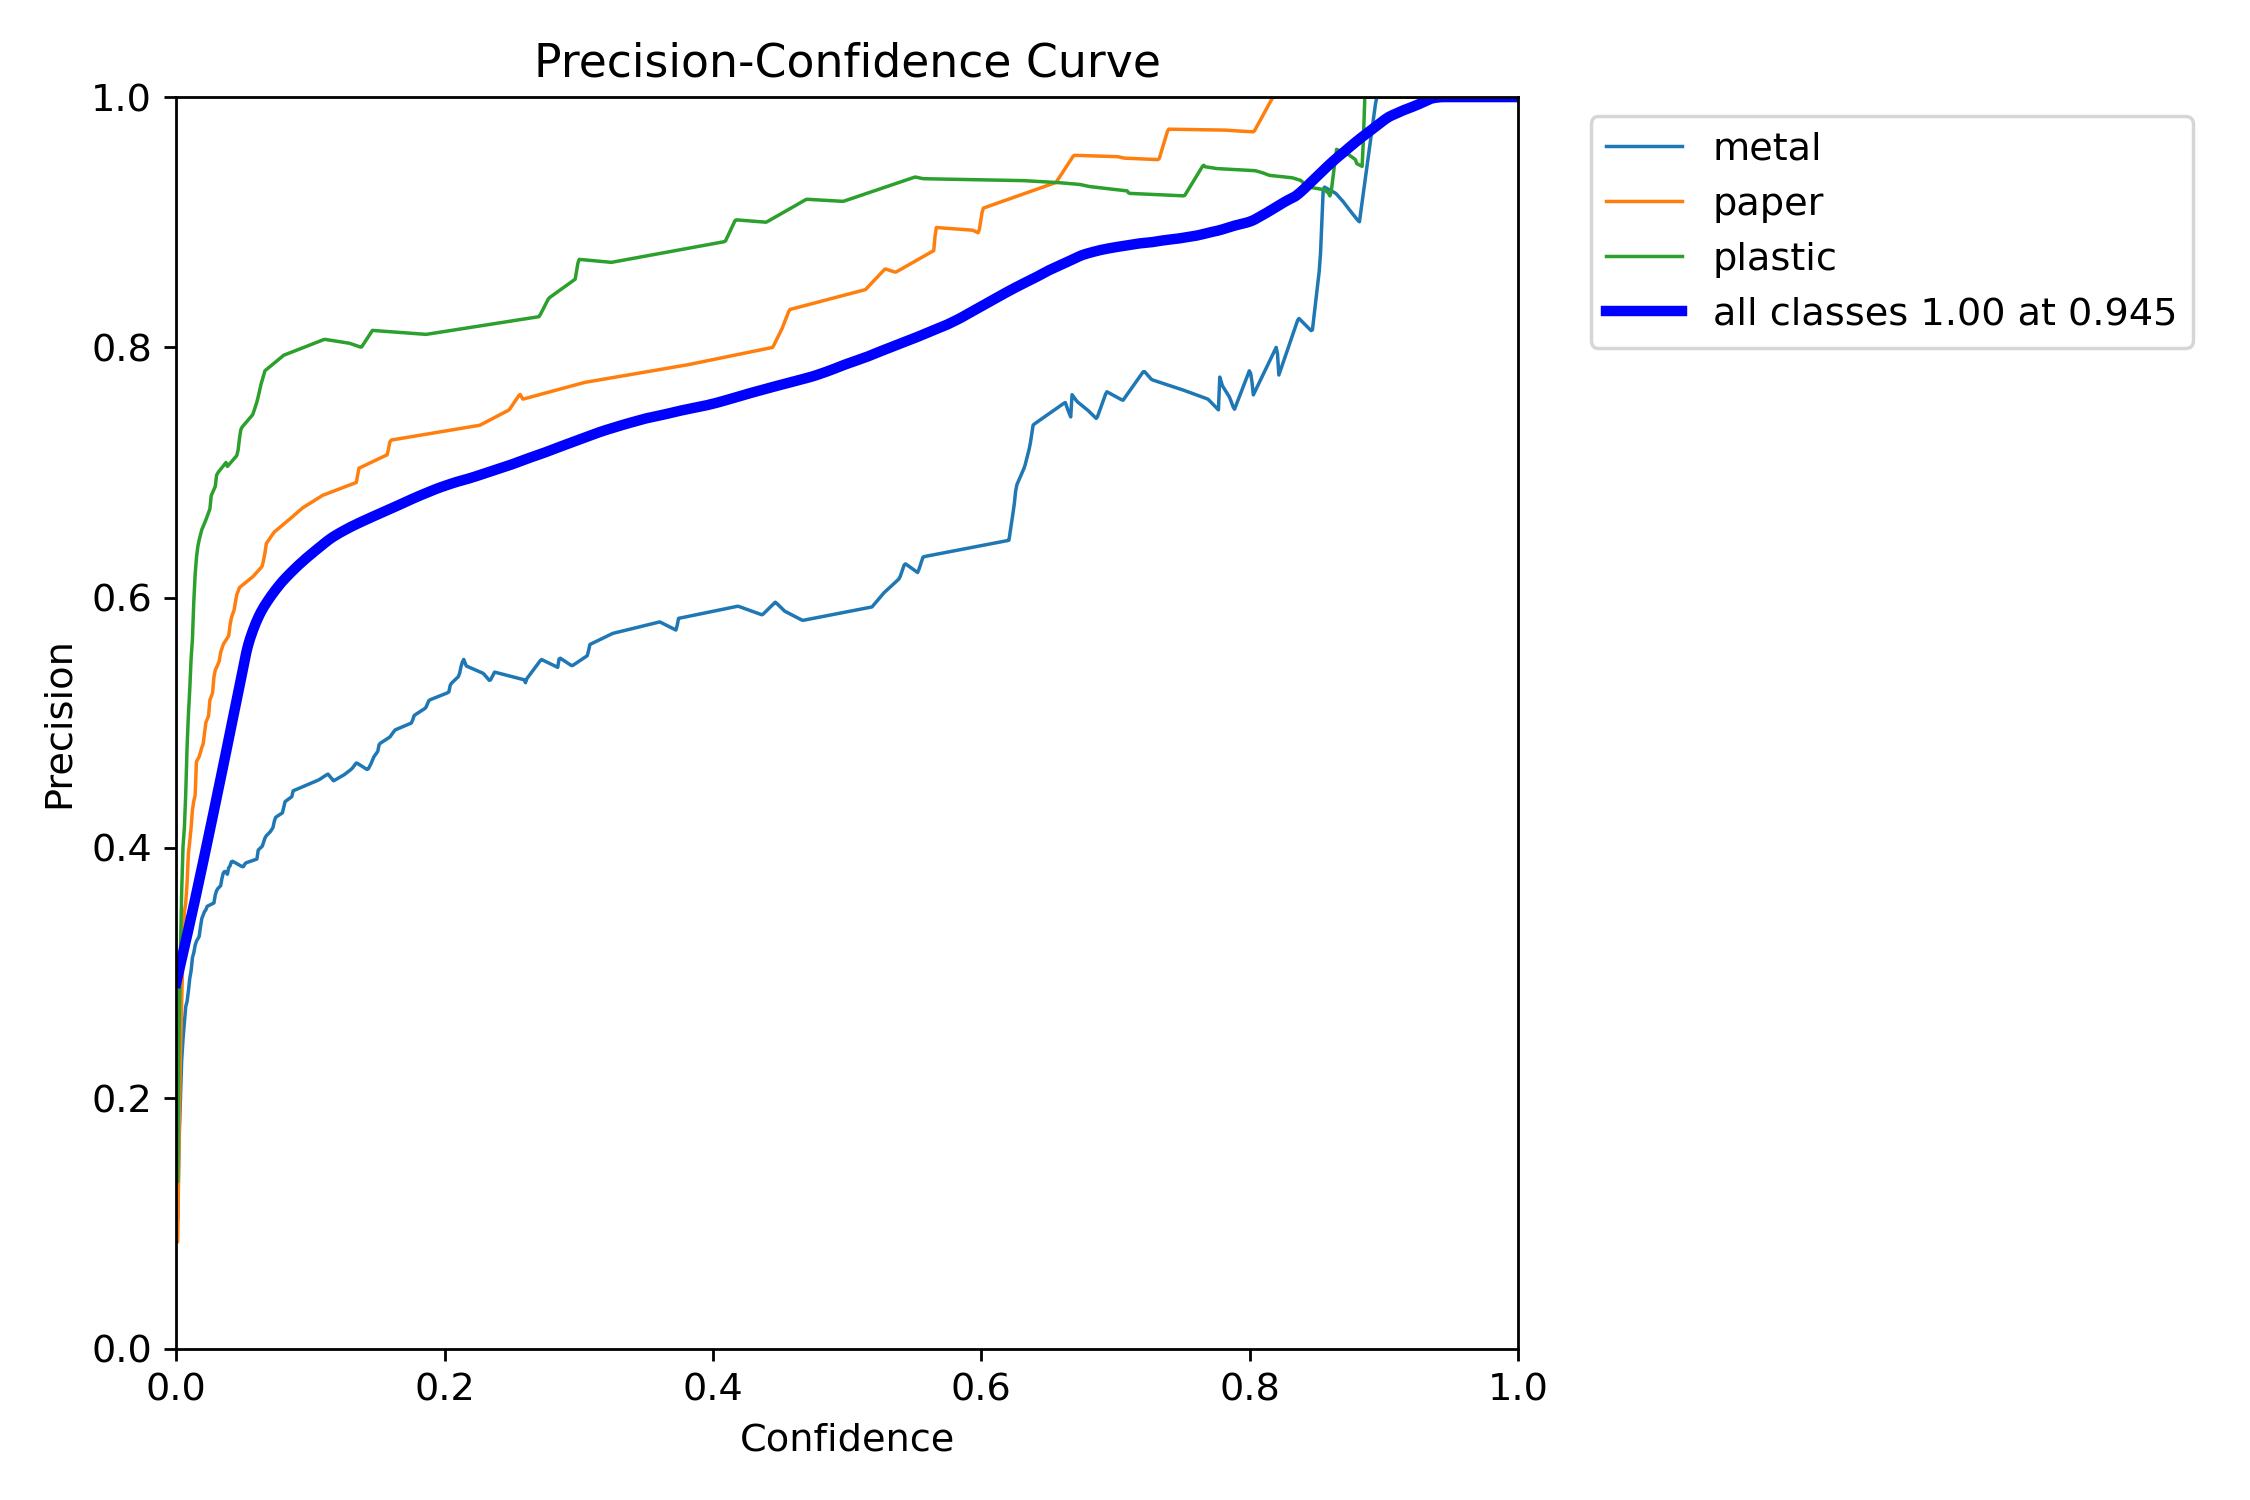 Precision-Confidence Curve
1.0
0.8
0.6
0.4
0.2
0.0
Precision
0.0 0.2 0.4 0.6 0.8 1.0
Confidence
metal
paper
plastic
all classes 1.00 at 0.945